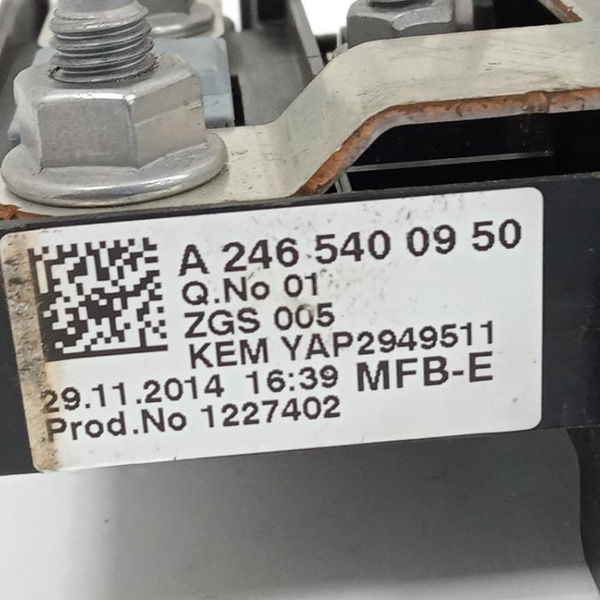 A 246 540 09 50
Q.No 01
ZGS 005
KEM YAP2949511
29.11.2014 16:39 MFB-E
Prod.No 1227402